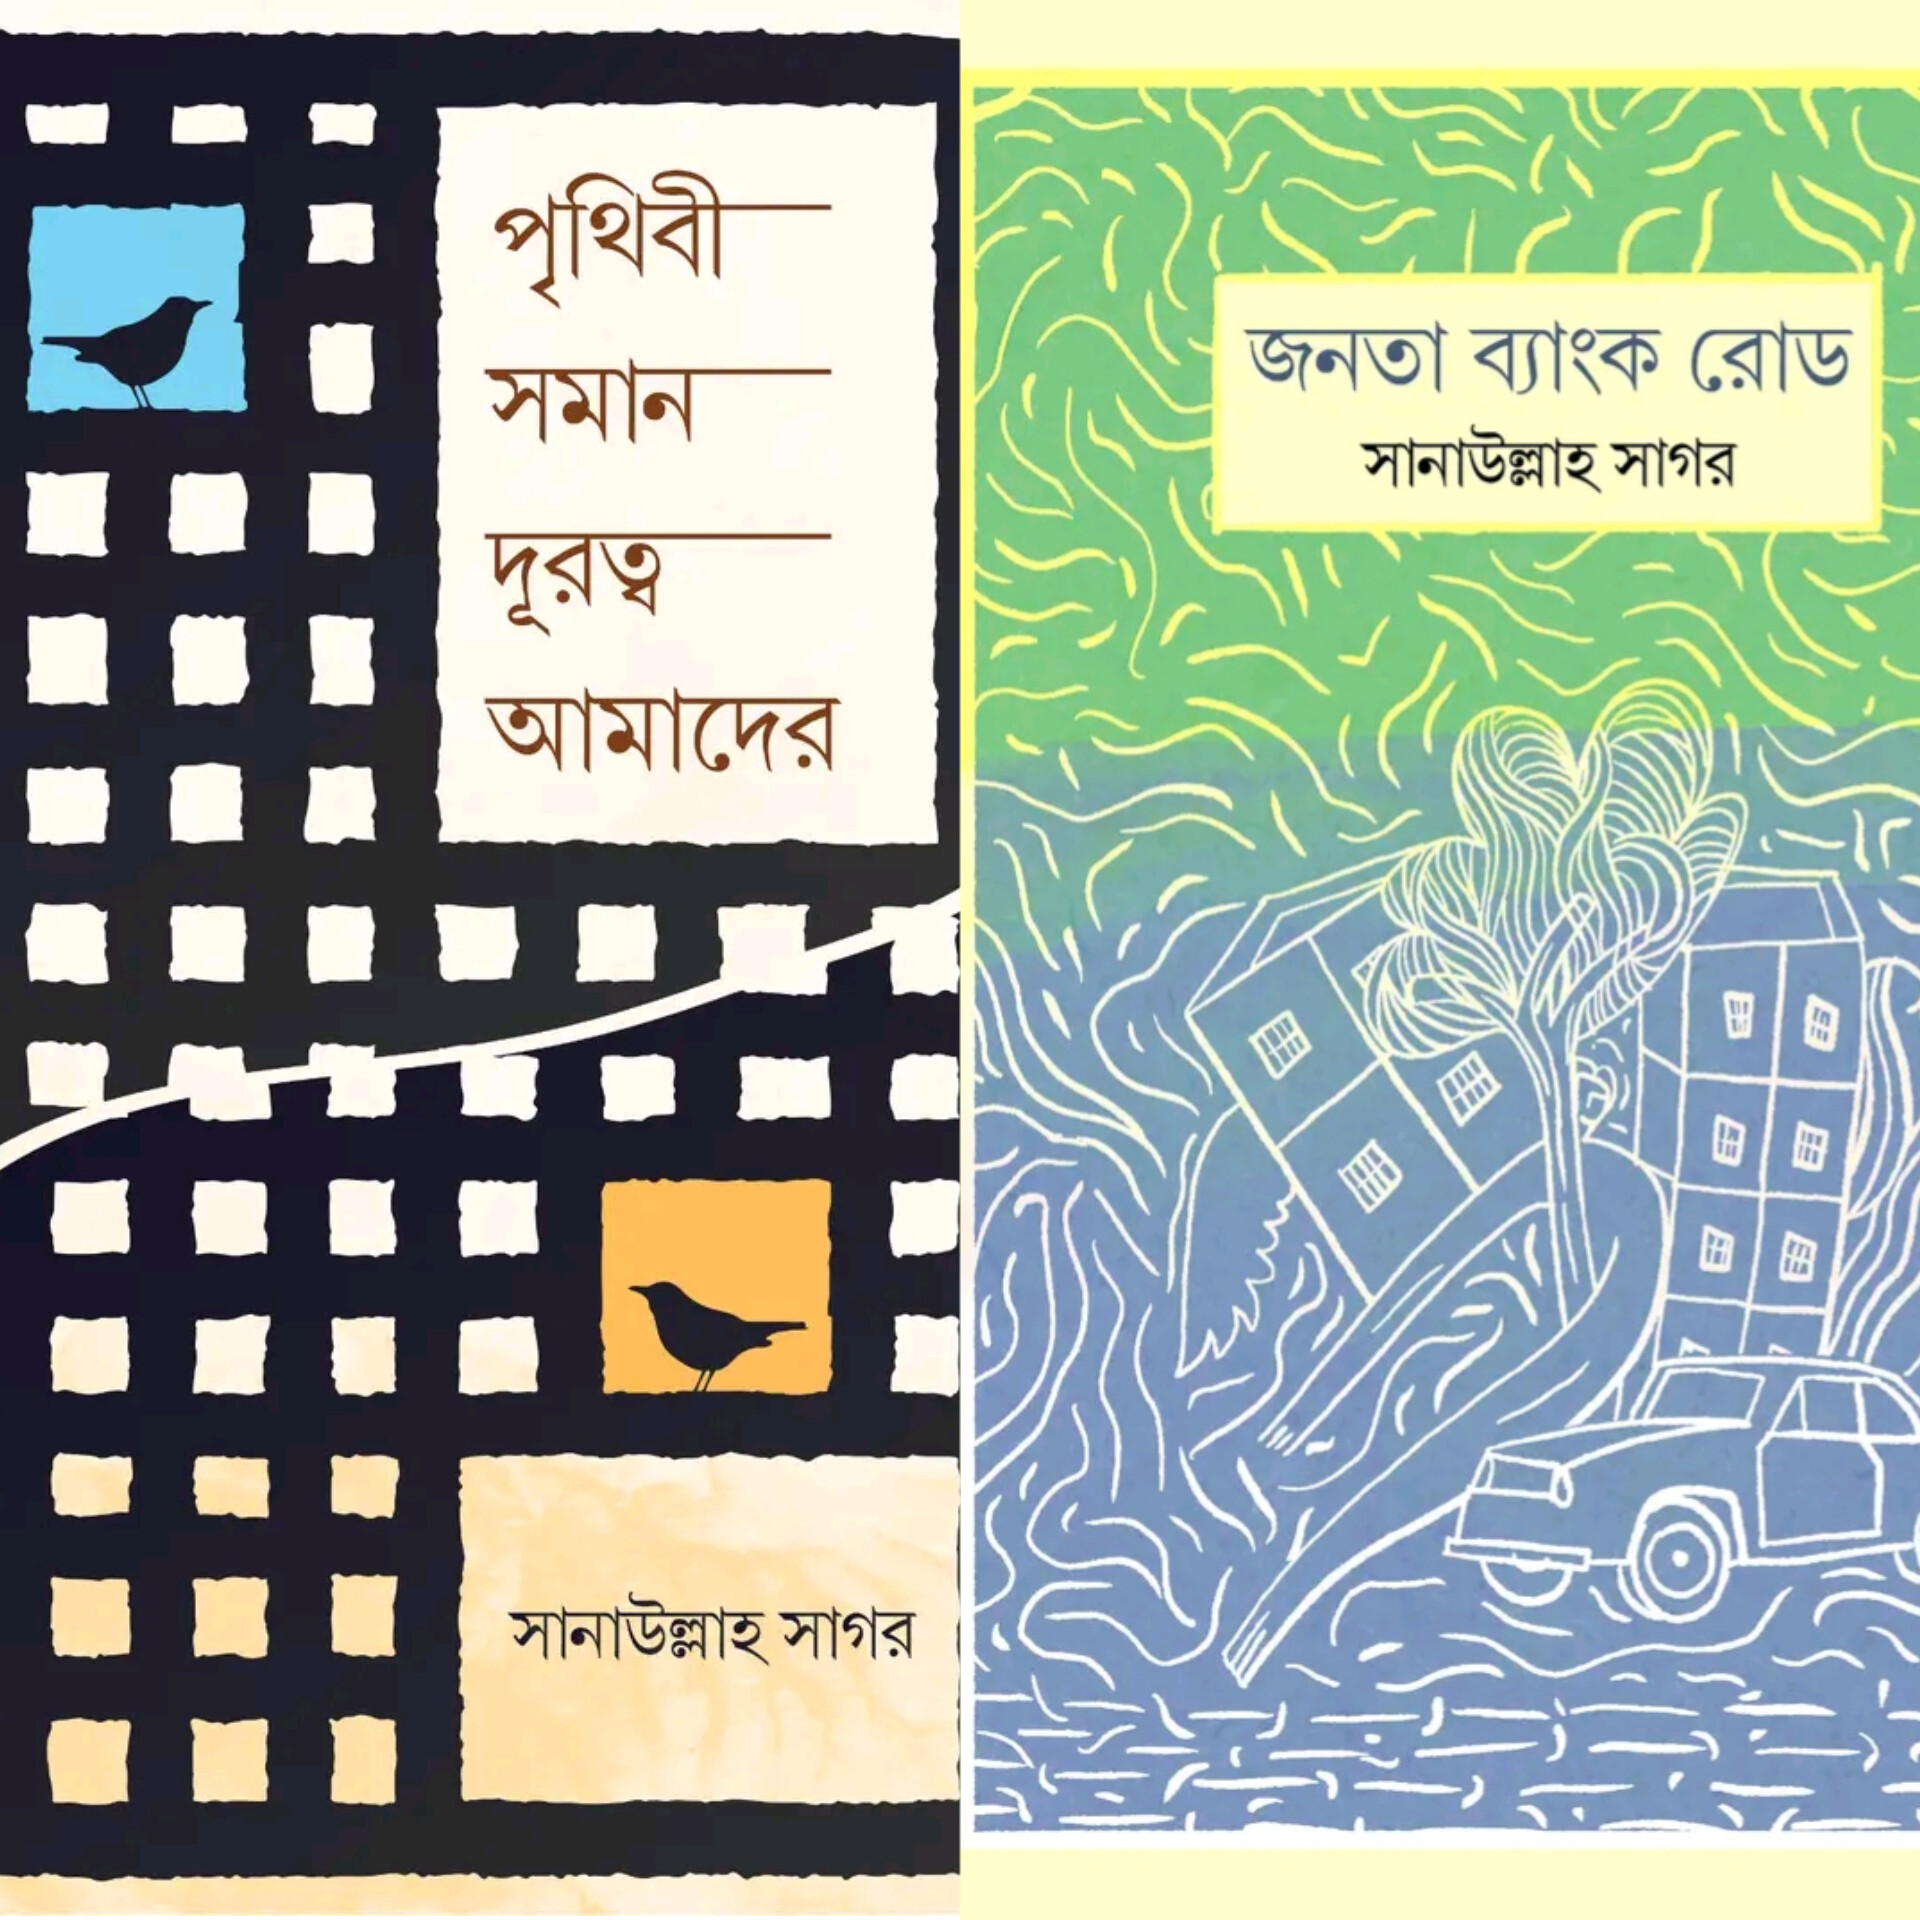 পৃথিবী
সমান
দূরত্ব
আমাদের
সানাউল্লাহ সাগর
জনতা ব্যাংক রোড
সানাউল্লাহ সাগর